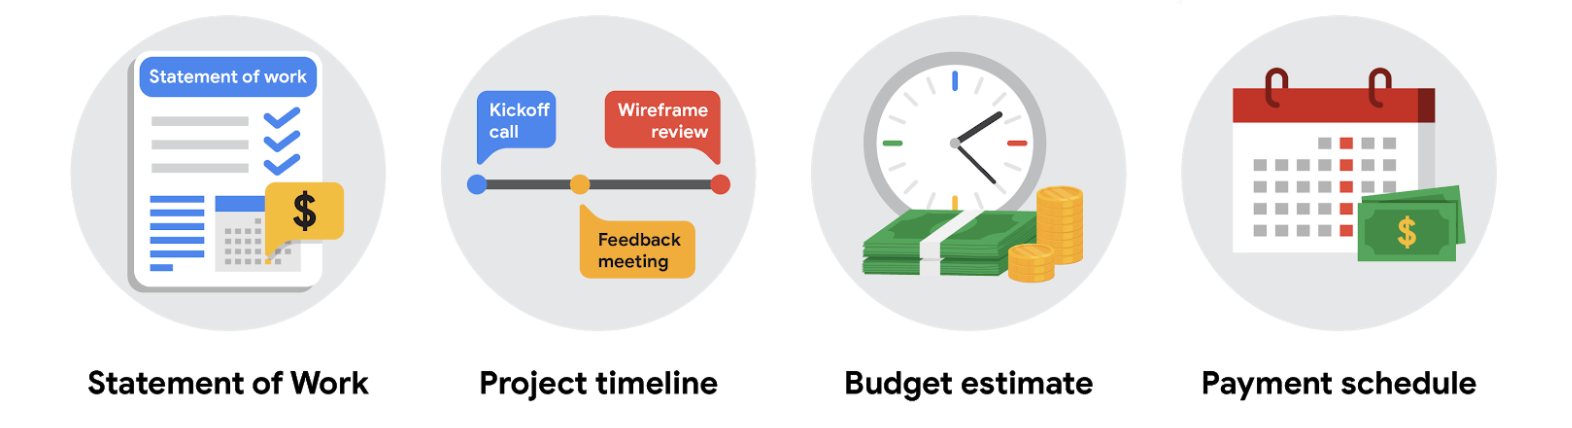 Statement of work
$
Kickoff
call
Wireframe
review
Feedback
meeting
$
Statement of Work
Project timeline
Budget estimate
Payment schedule